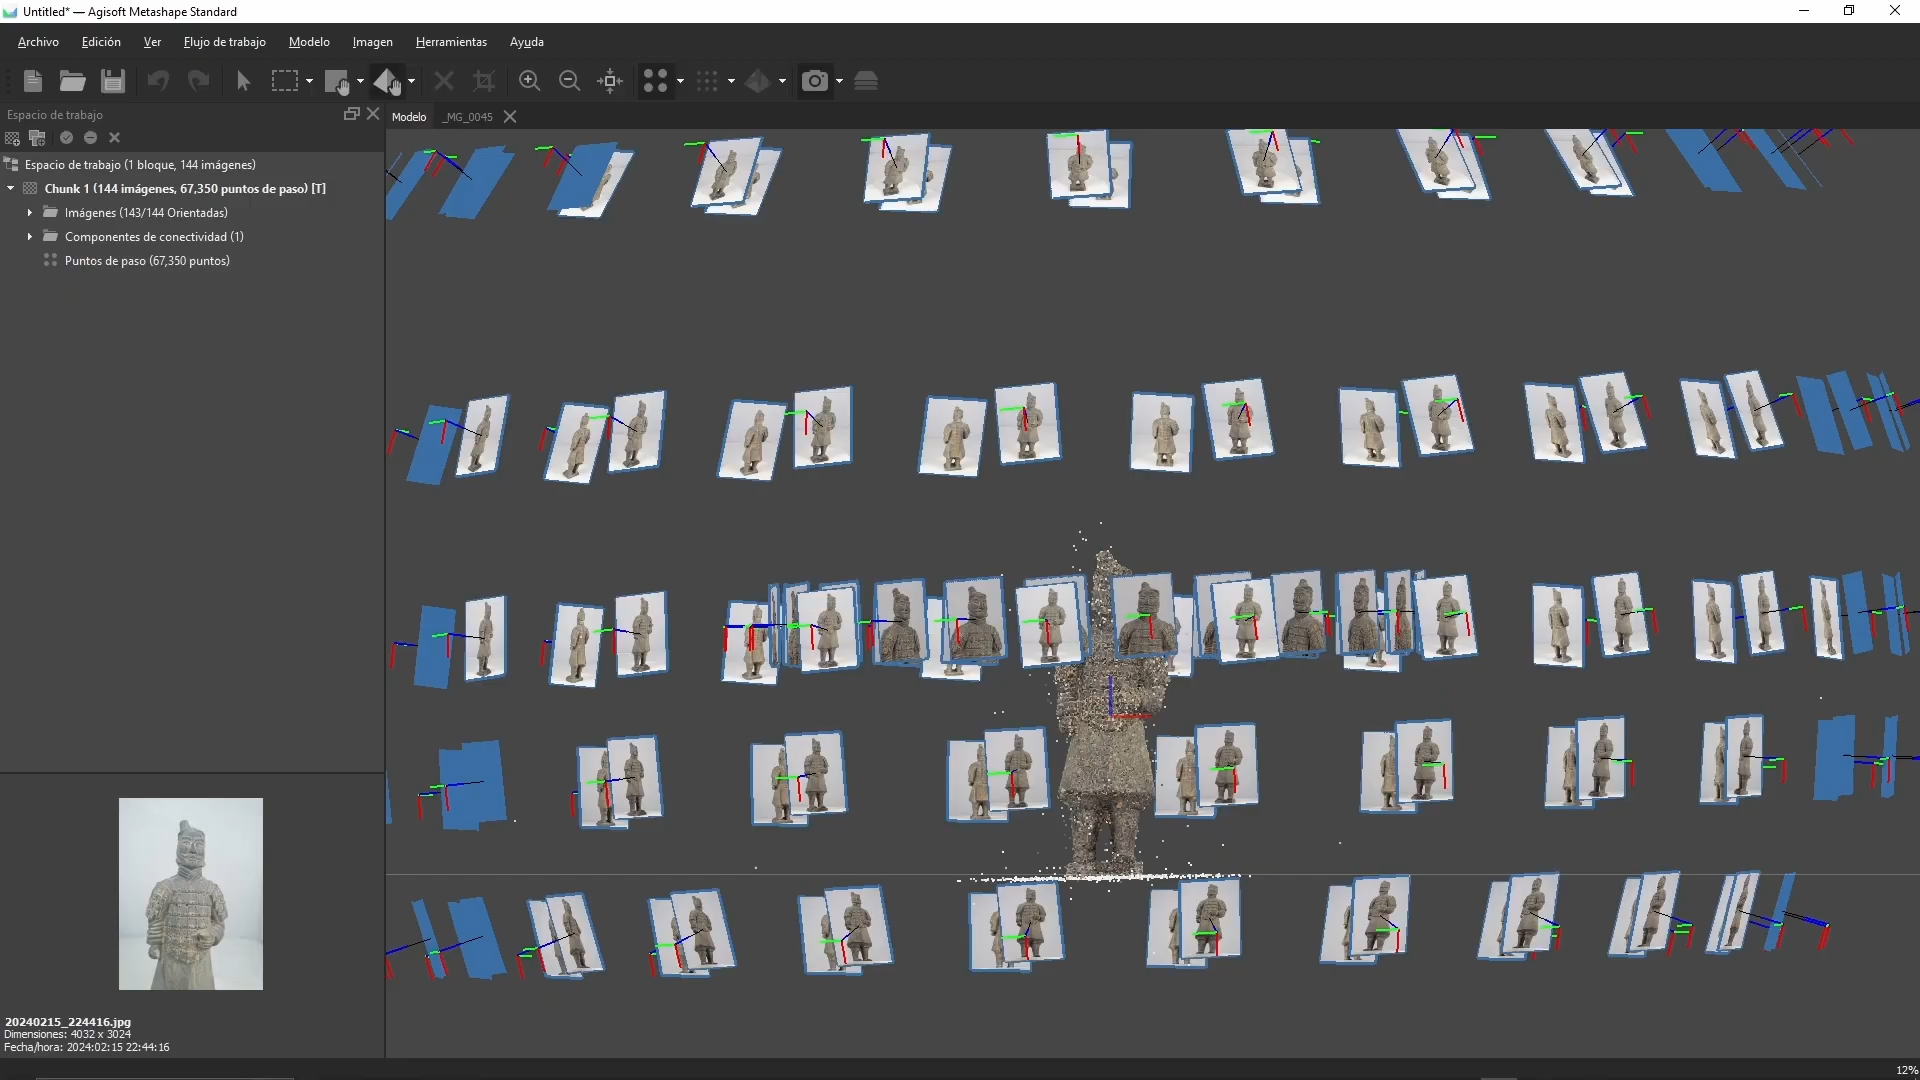 Untitled* — Agisoft Metashape Standard
Archivo Edición Ver Flujo de trabajo Modelo Imagen Herramientas Ayuda
Espacio de trabajo
Modelo _MG_0045
Espacio de trabajo (1 bloque, 144 imágenes)
Chunk 1 (144 imágenes, 67,350 puntos de paso) [T]
Imágenes (143/144 Orientadas)
Componentes de conectividad (1)
Puntos de paso (67,350 puntos)
20240215_224416.jpg
Dimensiones: 4032 x 3024
Fecha/hora: 2024:02:15 22:44:16
12%